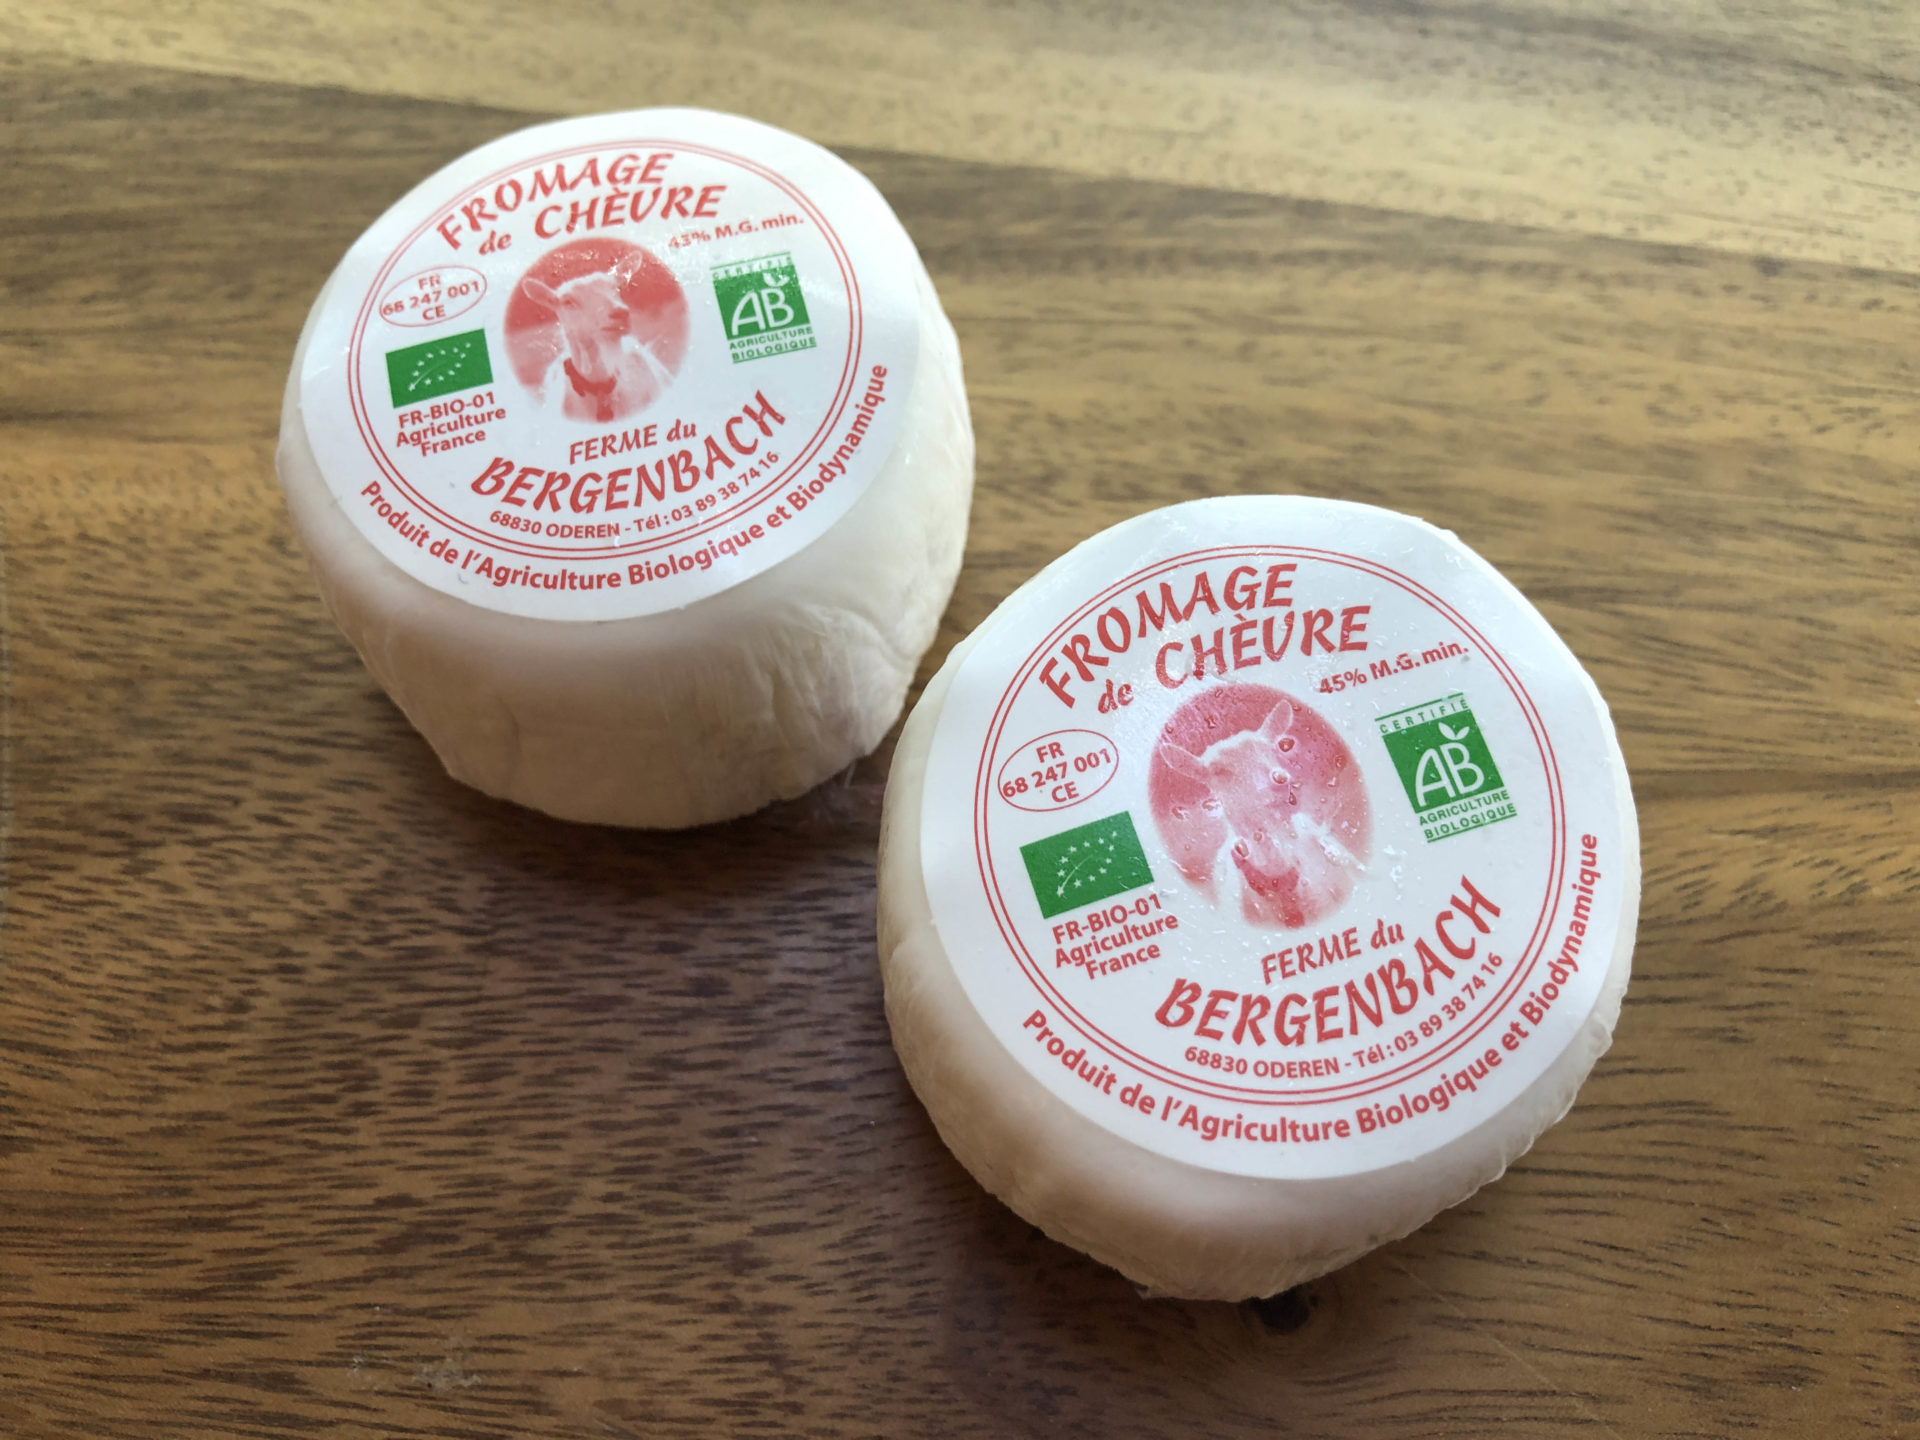 FROMAGE
de CHÈVRE
45% M.G. min.
FR
68 247 001
CE
CERTIFIÉ
AB
AGRICULTURE
BIOLOGIQUE
FR-BIO-01
Agriculture
France
FERME du
BERGENBACH
68830 ODEREN - Tél : 03 89 38 74 16
Produit de l'Agriculture Biologique et Biodynamique
FROMAGE
de CHÈVRE
45% M.G. min.
FR
68 247 001
CE
CERTIFIÉ
AB
AGRICULTURE
BIOLOGIQUE
FR-BIO-01
Agriculture
France
FERME du
BERGENBACH
68830 ODEREN - Tél : 03 89 38 74 16
Produit de l'Agriculture Biologique et Biodynamique